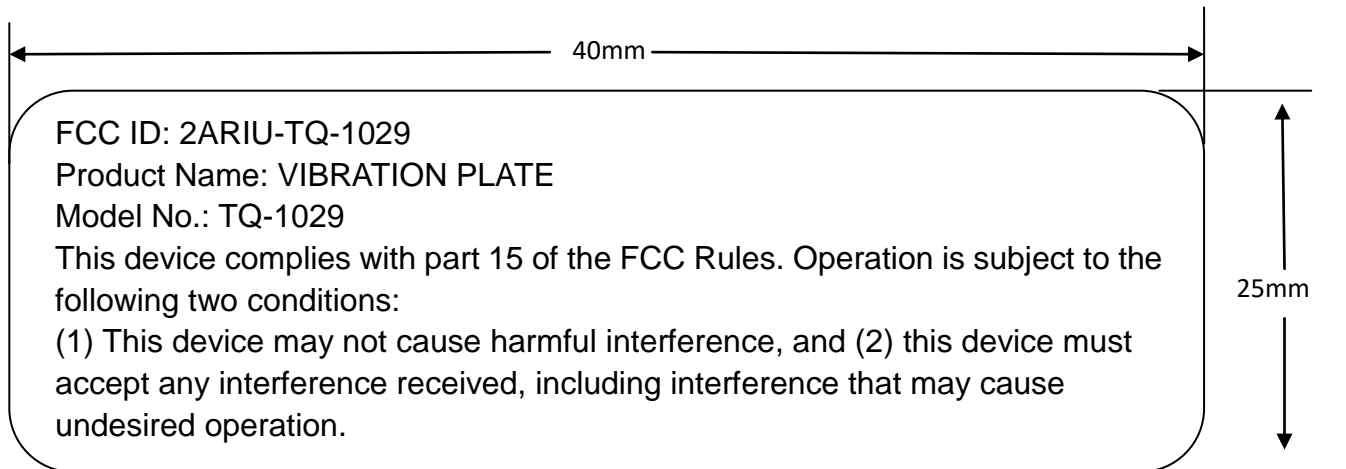 40mm
FCC ID: 2ARIU-TQ-1029
Product Name: VIBRATION PLATE
Model No.: TQ-1029
This device complies with part 15 of the FCC Rules. Operation is subject to the
following two conditions:
(1) This device may not cause harmful interference, and (2) this device must
accept any interference received, including interference that may cause
undesired operation.
25mm